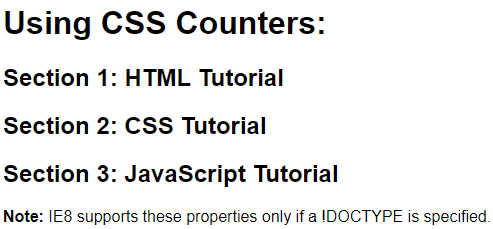 Using CSS Counters:
Section 1: HTML Tutorial
Section 2: CSS Tutorial
Section 3: JavaScript Tutorial
Note: IE8 supports these properties only if a !DOCTYPE is specified.